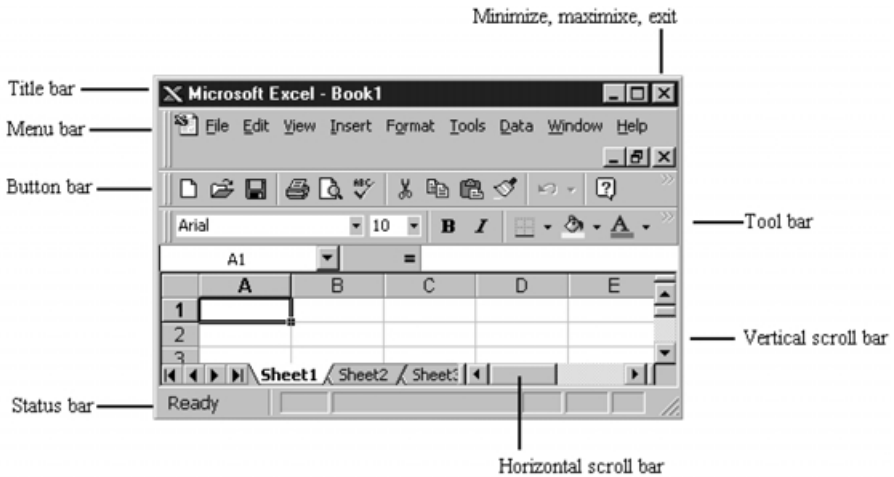 Minimize, maximixe, exit
Title bar
Microsoft Excel - Book1
Menu bar
File Edit View Insert Format Tools Data Window Help
Button bar
ABC
Arial 10 B I A
Tool bar
A1 =
A B C D E
1
2
3
Vertical scroll bar
Sheet1 Sheet2 Sheet3
Status bar
Ready
Horizontal scroll bar